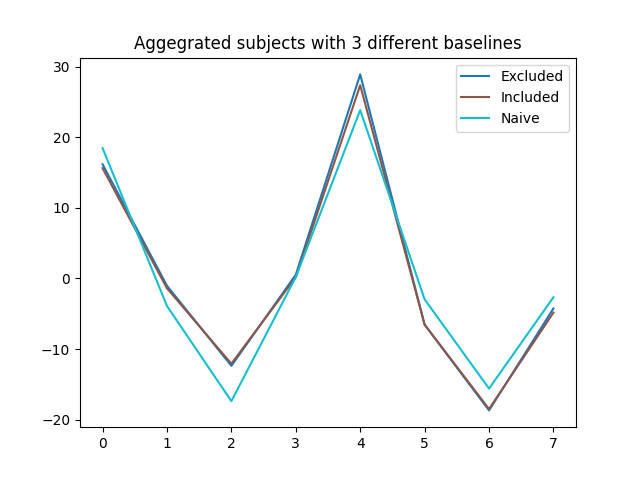 Aggegrated subjects with 3 different baselines
30
20
10
0
−10
−20
0 1 2 3 4 5 6 7
Excluded
Included
Naive